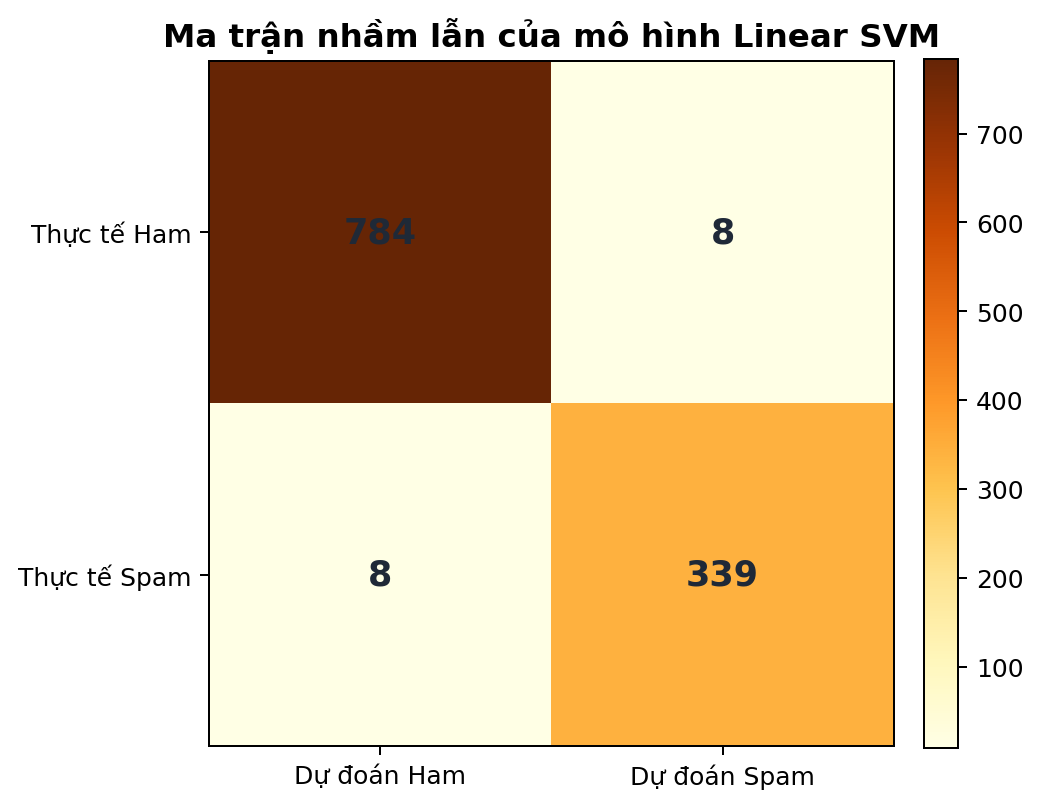 Ma trận nhầm lẫn của mô hình Linear SVM
Thực tế Ham
784
8
Thực tế Spam
8
339
Dự đoán Ham
Dự đoán Spam
700
600
500
400
300
200
100